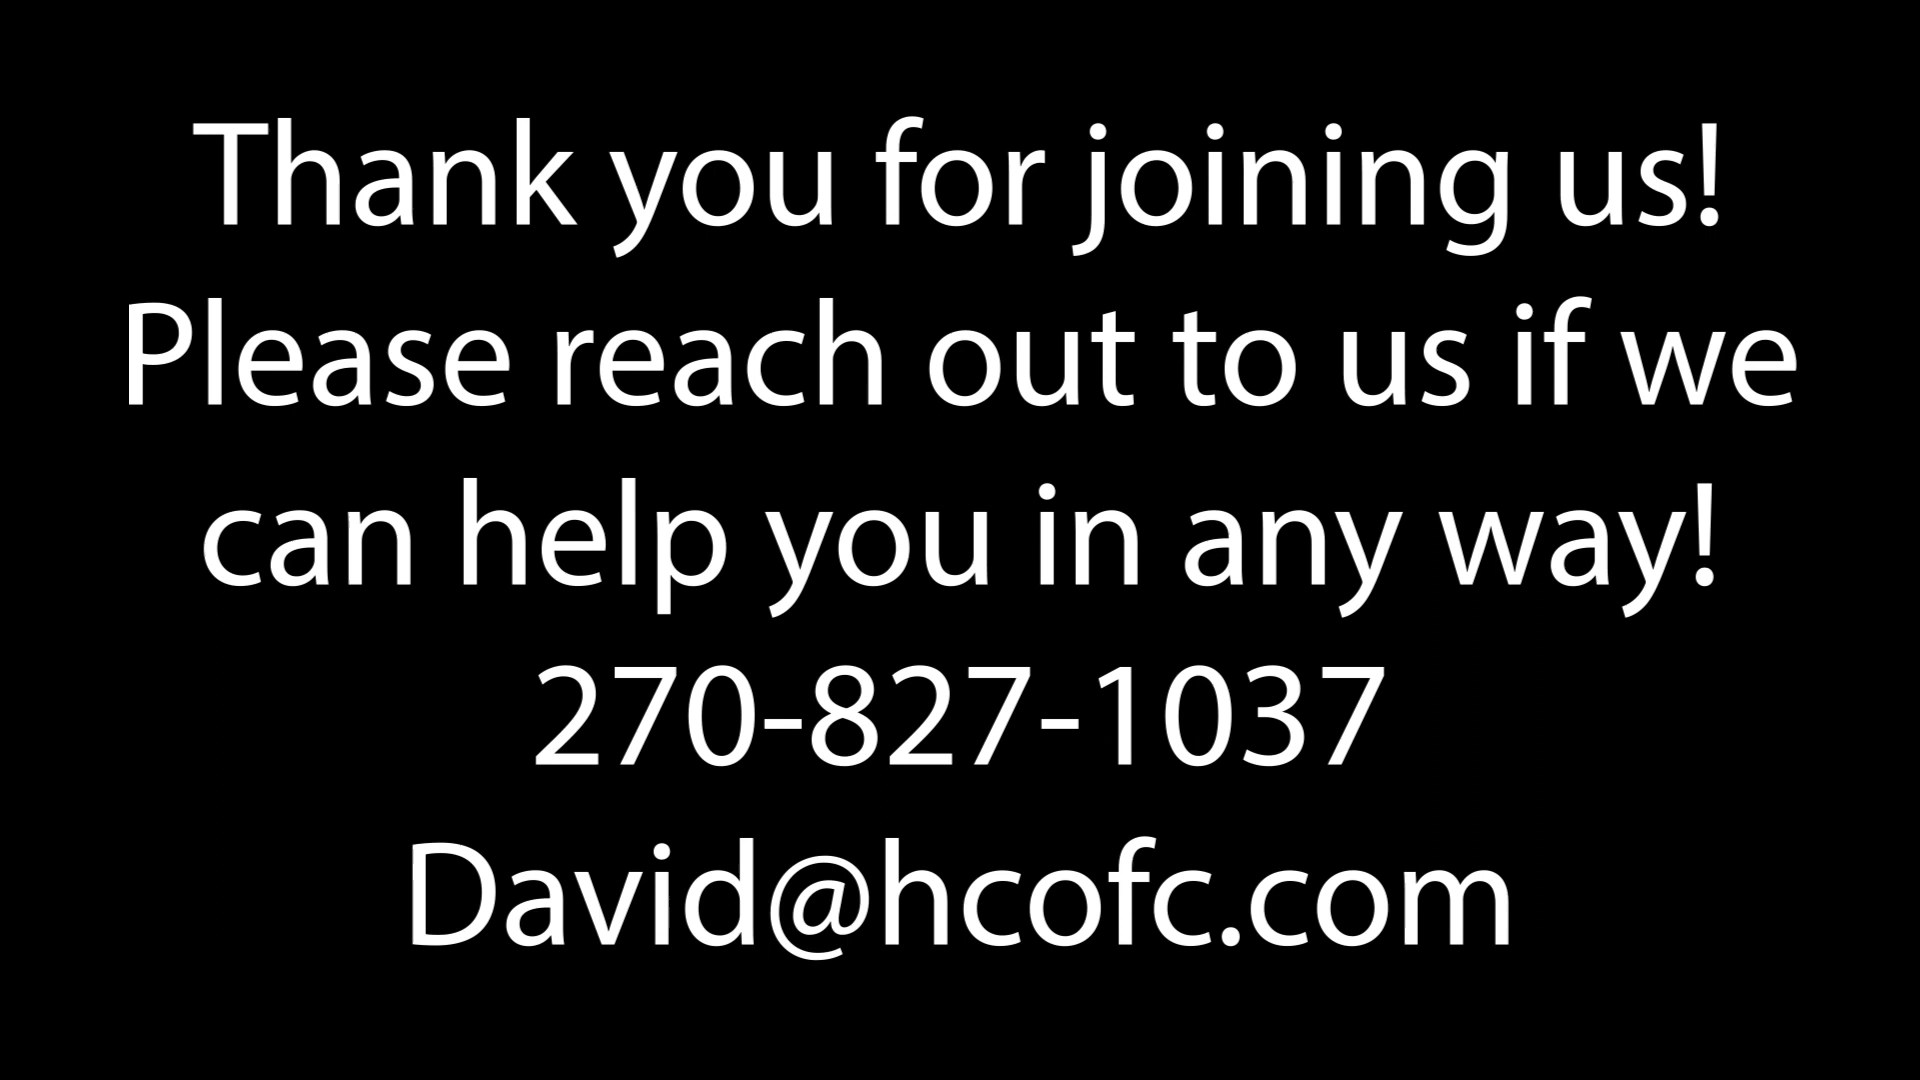 Thank you for joining us!
Please reach out to us if we
can help you in any way!
270-827-1037
David@hcofc.com